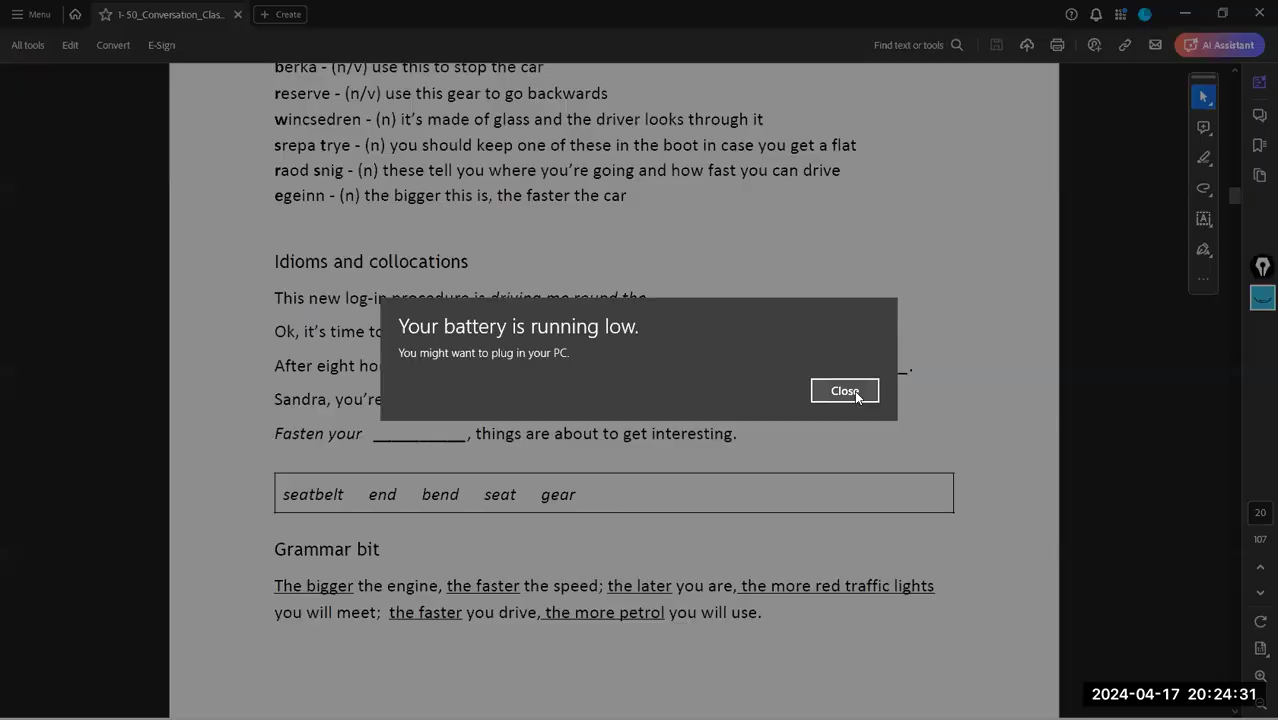 Menu
1- 50_Conversation_Clas...
Create
All tools
Edit
Convert
E-Sign
Find text or tools
AI Assistant
berka - (n/v) use this to stop the car
reserve - (n/v) use this gear to go backwards
wincsedren - (n) it's made of glass and the driver looks through it
srepa trye - (n) you should keep one of these in the boot in case you get a flat
raod snig - (n) these tell you where you're going and how fast you can drive
egeinn - (n) the bigger this is, the faster the car
Idioms and collocations
This new log-in procedure is driving me round the
Ok, it's time to
After eight ho
.
Sandra, you're
Fasten your __________, things are about to get interesting.
Your battery is running low.
You might want to plug in your PC.
Close
seatbelt end bend seat gear
Grammar bit
The bigger the engine, the faster the speed; the later you are, the more red traffic lights
you will meet; the faster you drive, the more petrol you will use.
20
107
2024-04-17 20:24:31